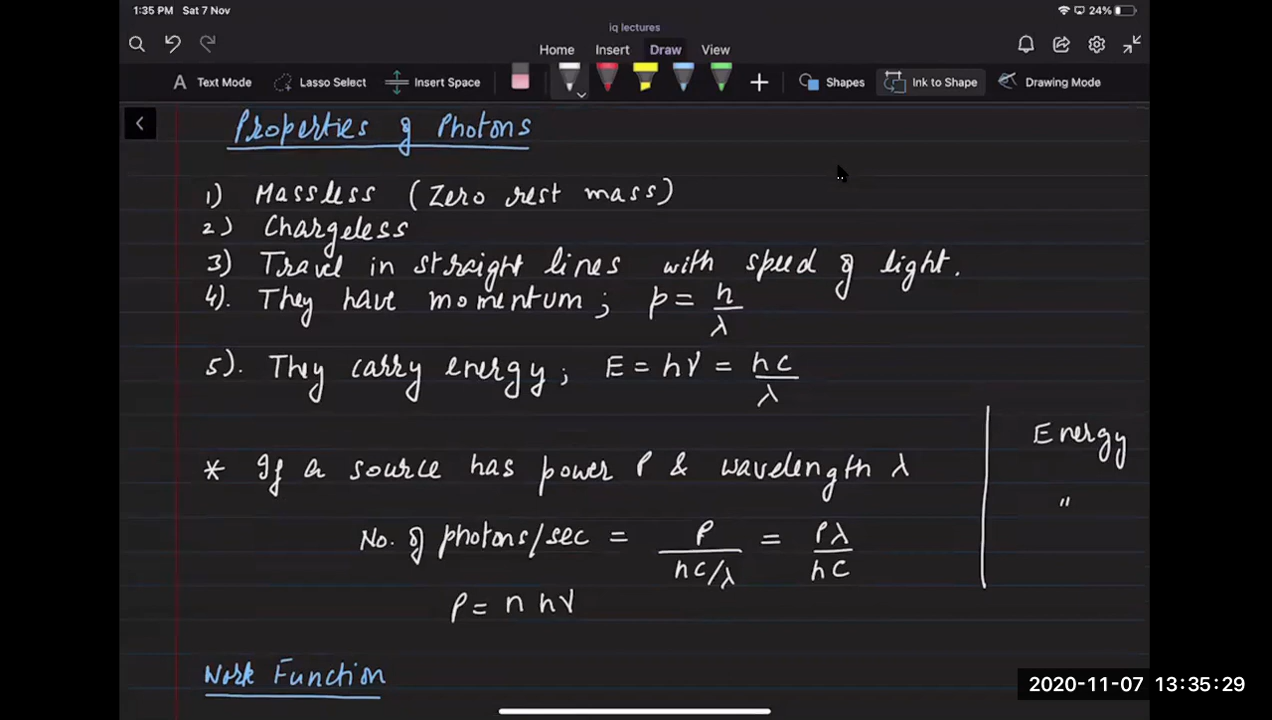 1:35 PM Sat 7 Nov
24%
iq lectures
Home Insert Draw View
Text Mode Lasso Select Insert Space Shapes Ink to Shape Drawing Mode
Properties of Photons
1) Massless (Zero rest mass)
2) Chargeless
3) Travel in straight lines with speed of light.
4). They have momentum; p = h/λ
5). They carry energy; E = hν = hc/λ
Energy
* If a source has power P & wavelength λ
"
No. of photons/sec = P/(hc/λ) = Pλ/hc
P = n hν
Work Function
2020-11-07 13:35:29